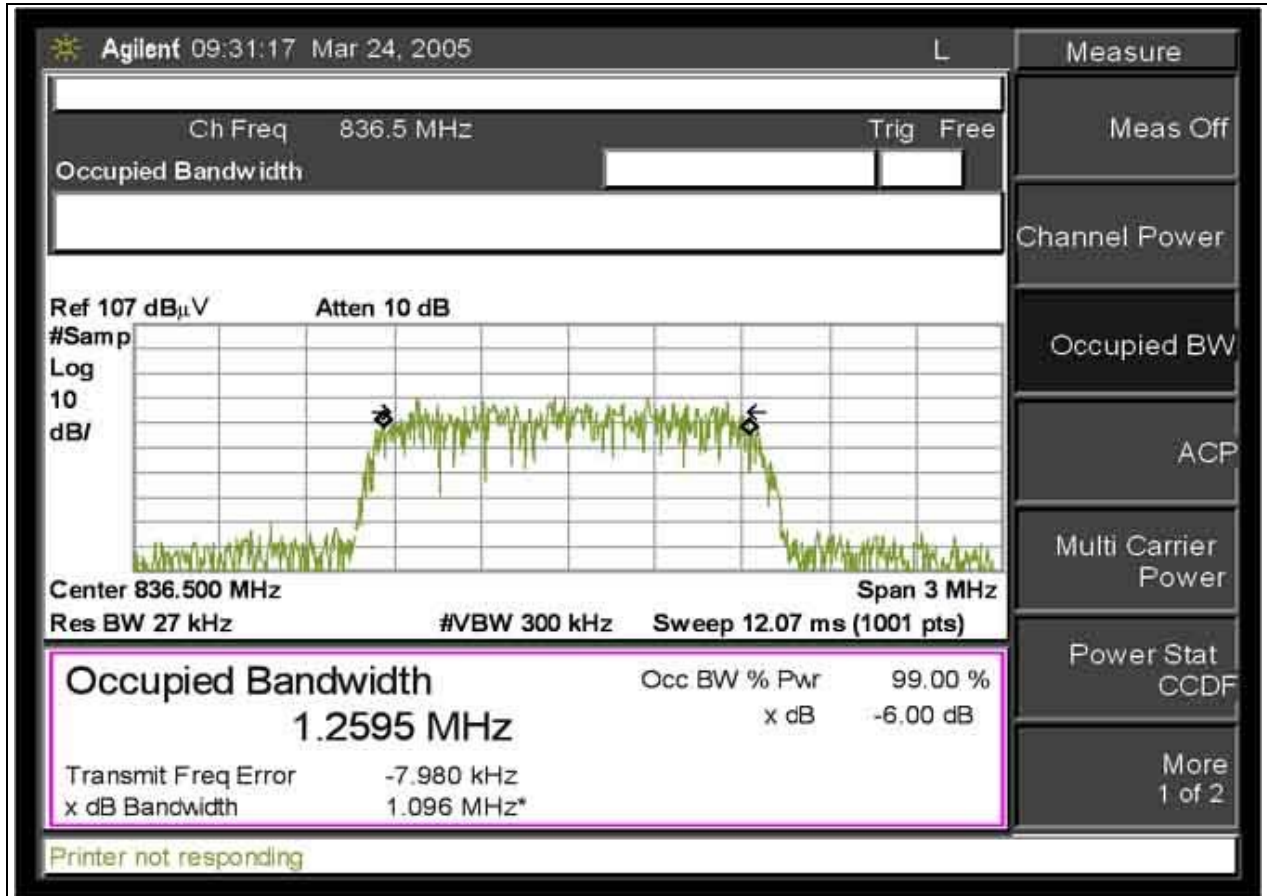 Agilent 09:31:17 Mar 24, 2005 L
Measure
Ch Freq 836.5 MHz Trig Free
Occupied Bandwidth
Meas Off
Channel Power
Ref 107 dBµV Atten 10 dB
#Samp
Log
10
dB/
Occupied BW
ACP
Multi Carrier
Power
Center 836.500 MHz Span 3 MHz
Res BW 27 kHz #VBW 300 kHz Sweep 12.07 ms (1001 pts)
Power Stat
CCDF
Occupied Bandwidth Occ BW % Pwr 99.00 %
1.2595 MHz x dB -6.00 dB
Transmit Freq Error -7.980 kHz
x dB Bandwidth 1.096 MHz*
More
1 of 2
Printer not responding